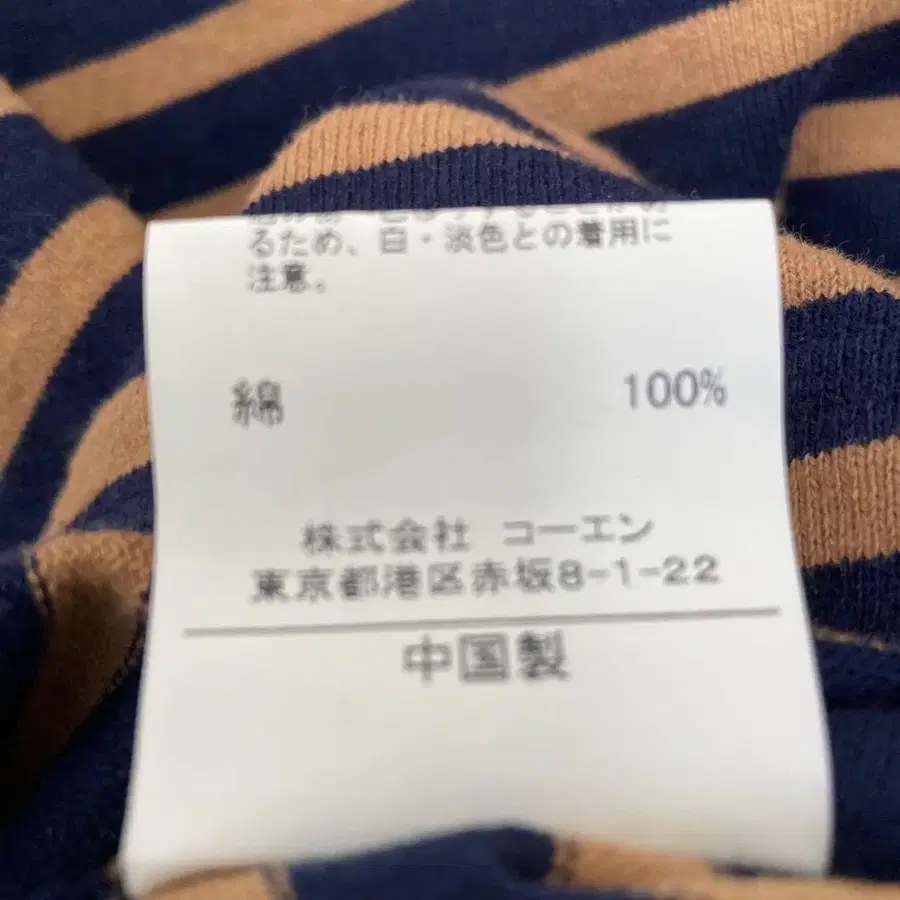 るため、白・淡色との着用に
注意。
綿 100%
株式会社 コーエン
東京都港区赤坂8-1-22
中国製